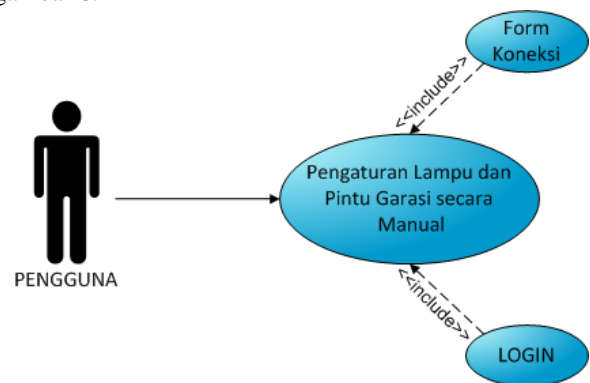 Form
Koneksi
<<include>>
Pengaturan Lampu dan
Pintu Garasi secara
Manual
PENGGUNA
<<include>>
LOGIN